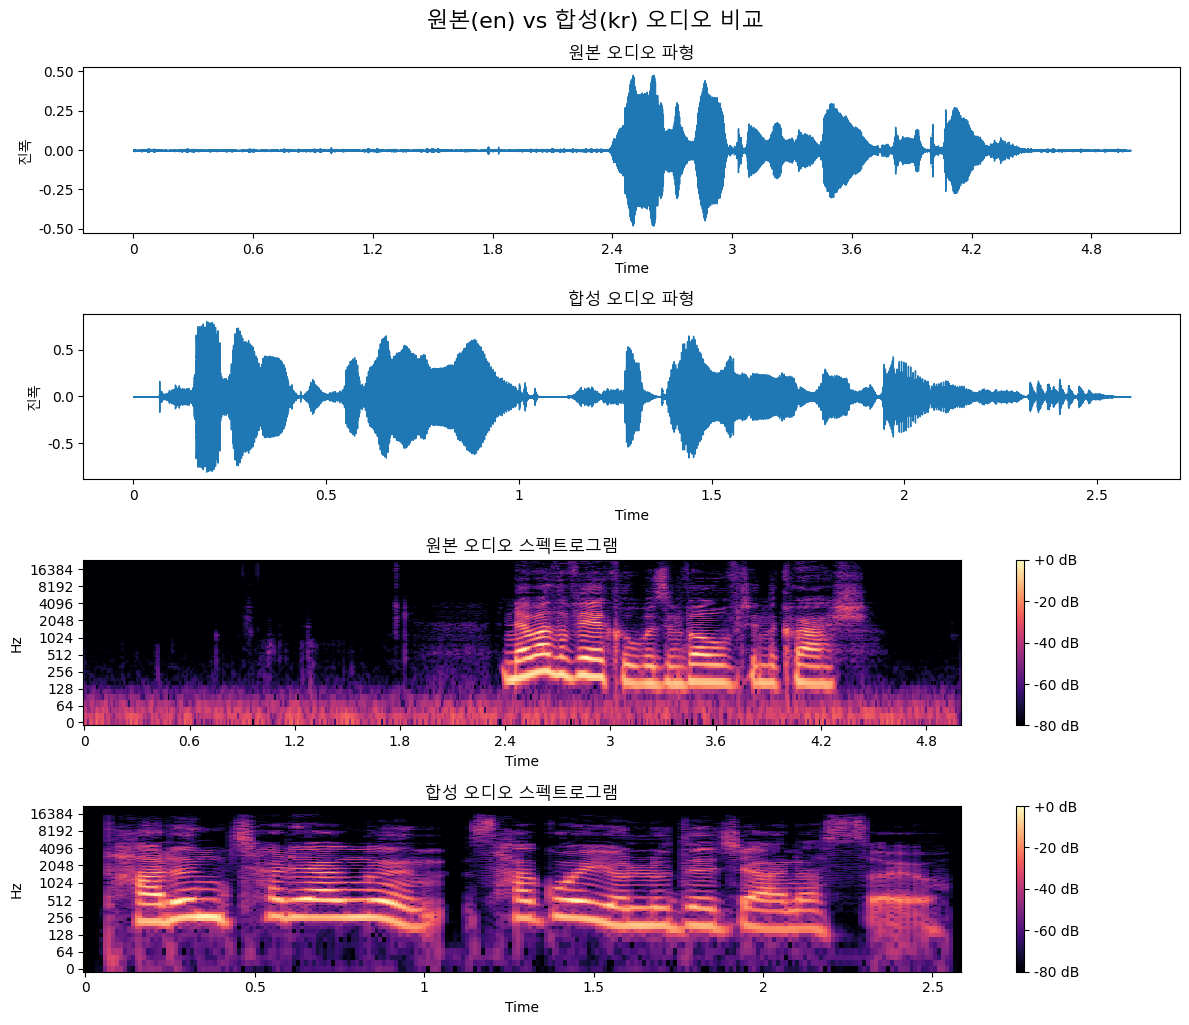 원본(en) vs 합성(kr) 오디오 비교
원본 오디오 파형
0.50
0.25
0.00
-0.25
-0.50
진폭
0 0.6 1.2 1.8 2.4 3 3.6 4.2 4.8
Time
합성 오디오 파형
0.5
0.0
-0.5
진폭
0 0.5 1 1.5 2 2.5
Time
원본 오디오 스펙트로그램
16384
8192
4096
2048
1024
512
256
128
64
0
Hz
0 0.6 1.2 1.8 2.4 3 3.6 4.2 4.8
Time
+0 dB
-20 dB
-40 dB
-60 dB
-80 dB
합성 오디오 스펙트로그램
16384
8192
4096
2048
1024
512
256
128
64
0
Hz
0 0.5 1 1.5 2 2.5
Time
+0 dB
-20 dB
-40 dB
-60 dB
-80 dB